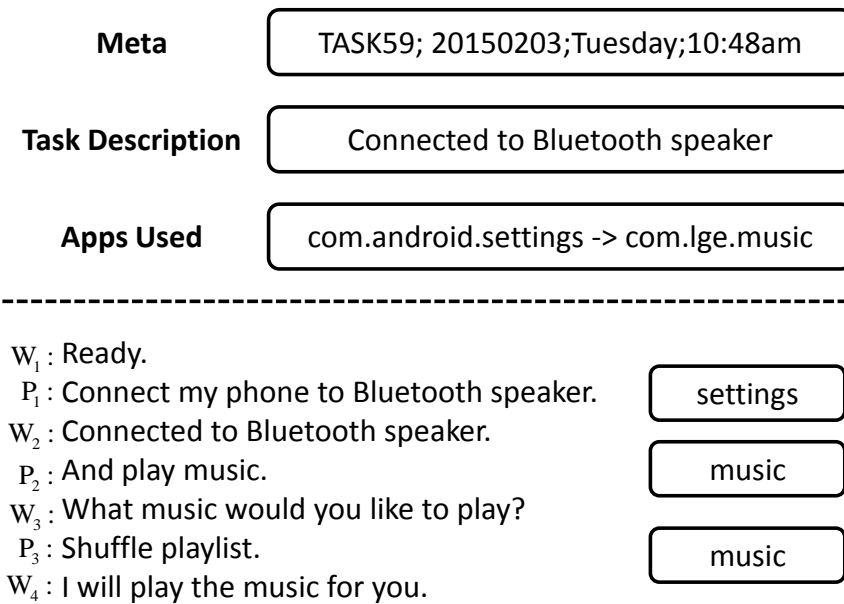 Meta TASK59; 20150203;Tuesday;10:48am
Task Description Connected to Bluetooth speaker
Apps Used com.android.settings -> com.lge.music
W1 : Ready.
P1 : Connect my phone to Bluetooth speaker. settings
W2 : Connected to Bluetooth speaker.
P2 : And play music. music
W3 : What music would you like to play?
P3 : Shuffle playlist. music
W4 : I will play the music for you.